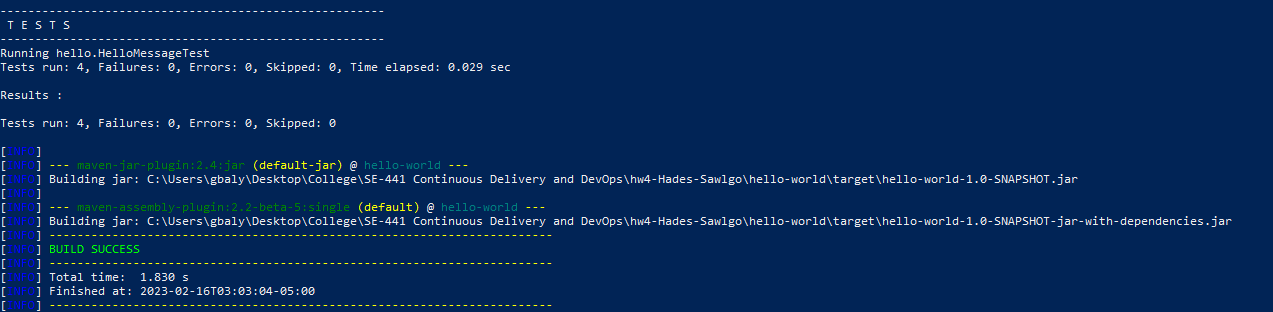 -------------------------------------------------------
 T E S T S
-------------------------------------------------------
Running hello.HelloMessageTest
Tests run: 4, Failures: 0, Errors: 0, Skipped: 0, Time elapsed: 0.029 sec

Results :

Tests run: 4, Failures: 0, Errors: 0, Skipped: 0

[INFO]
[INFO] --- maven-jar-plugin:2.4:jar (default-jar) @ hello-world ---
[INFO] Building jar: C:\Users\gbaly\Desktop\College\SE-441 Continuous Delivery and DevOps\hw4-Hades-Sawlgo\hello-world\target\hello-world-1.0-SNAPSHOT.jar
[INFO]
[INFO] --- maven-assembly-plugin:2.2-beta-5:single (default) @ hello-world ---
[INFO] Building jar: C:\Users\gbaly\Desktop\College\SE-441 Continuous Delivery and DevOps\hw4-Hades-Sawlgo\hello-world\target\hello-world-1.0-SNAPSHOT-jar-with-dependencies.jar
[INFO] ------------------------------------------------------------------------
[INFO] BUILD SUCCESS
[INFO] ------------------------------------------------------------------------
[INFO] Total time:  1.830 s
[INFO] Finished at: 2023-02-16T03:03:04-05:00
[INFO] ------------------------------------------------------------------------